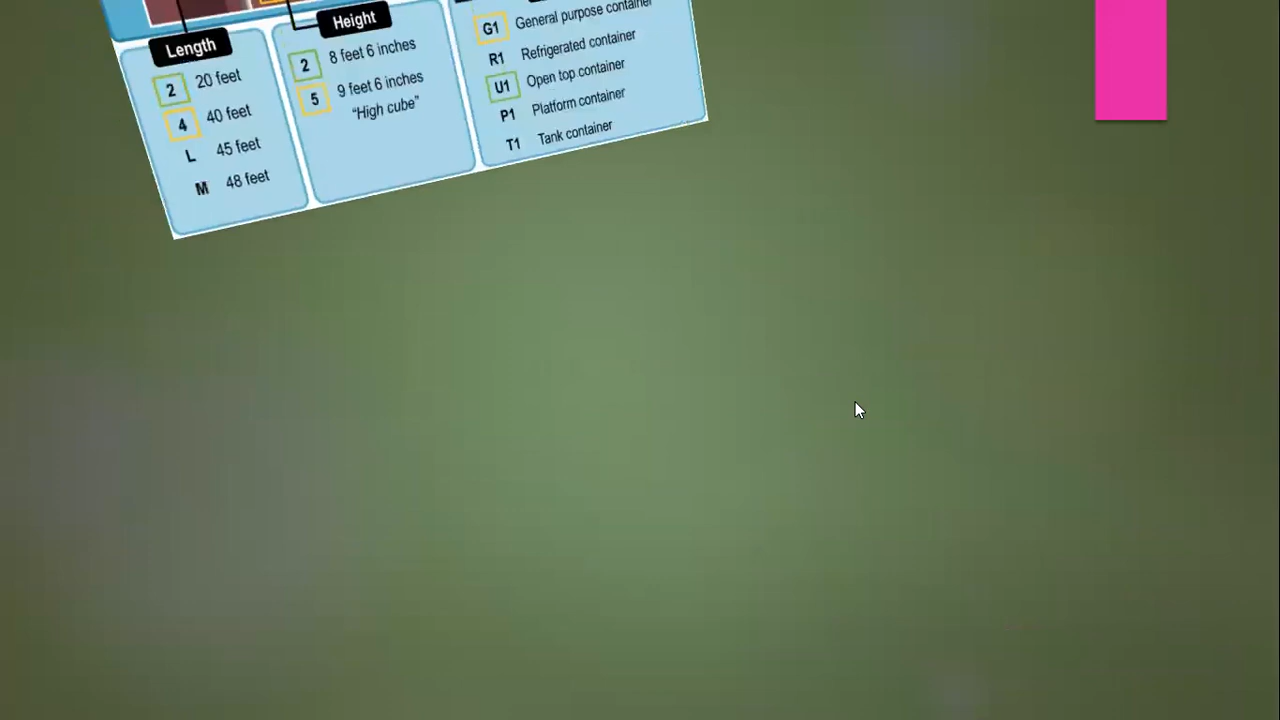 Length
2 20 feet
4 40 feet
L 45 feet
M 48 feet
Height
2 8 feet 6 inches
5 9 feet 6 inches
“High cube”
G1 General purpose container
R1 Refrigerated container
U1 Open top container
P1 Platform container
T1 Tank container